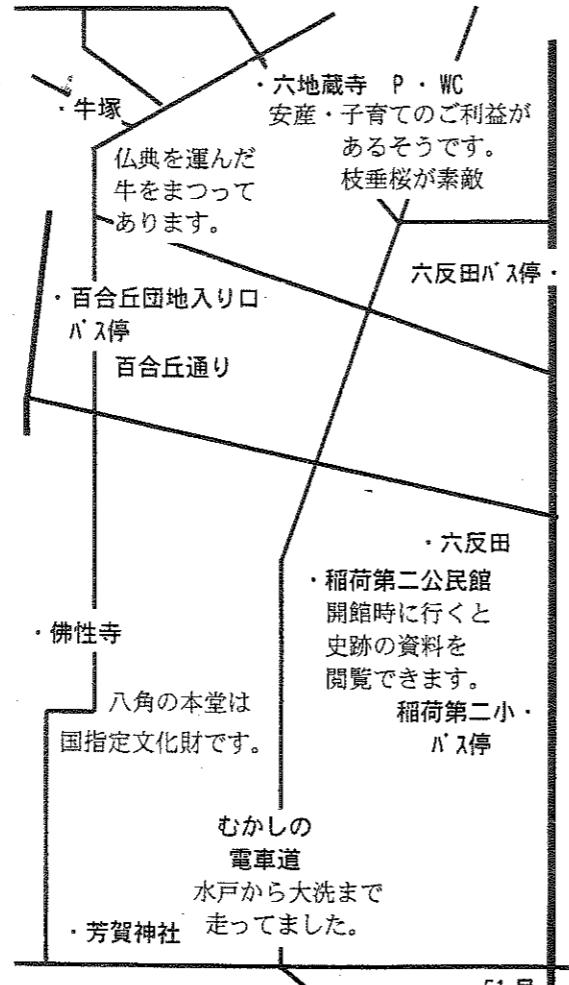 ・六地蔵寺 P・WC
安産・子育てのご利益が
あるそうです。
枝垂桜が素敵
・牛塚
仏典を運んだ
牛をまつって
あります。
六反田バス停・
・百合丘団地入り口
バス停
百合丘通り
・六反田
・稲荷第二公民館
開館時に行くと
史跡の資料を
閲覧できます。
稲荷第二小・
バス停
・佛性寺
八角の本堂は
国指定文化財です。
むかしの
電車道
水戸から大洗まで
走ってました。
・芳賀神社